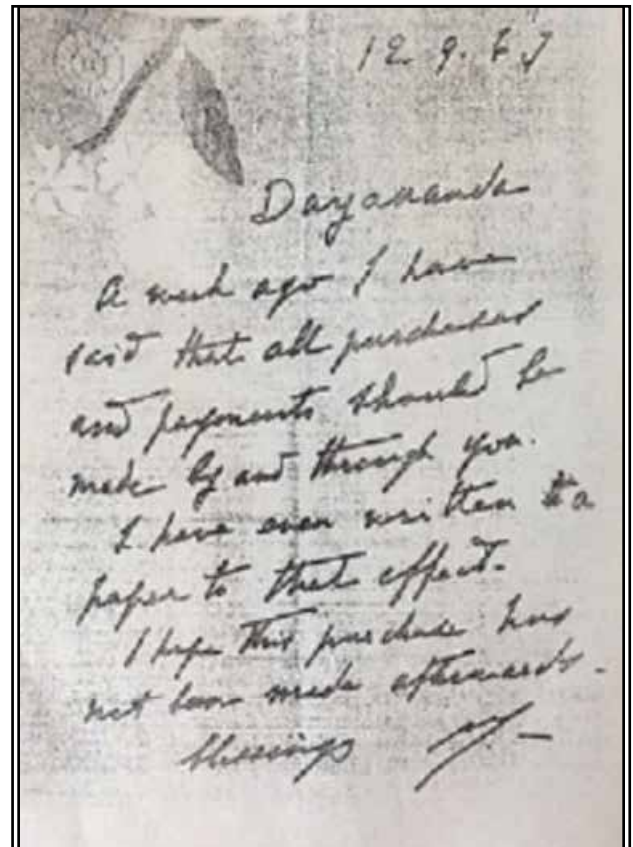 12.9.67
Dayananda
A week ago I have
said that all purchases
and payments should be
made by and through you.
I have even written a
paper to that effect.
I hope this purchase has
not been made afterwards.
blessings